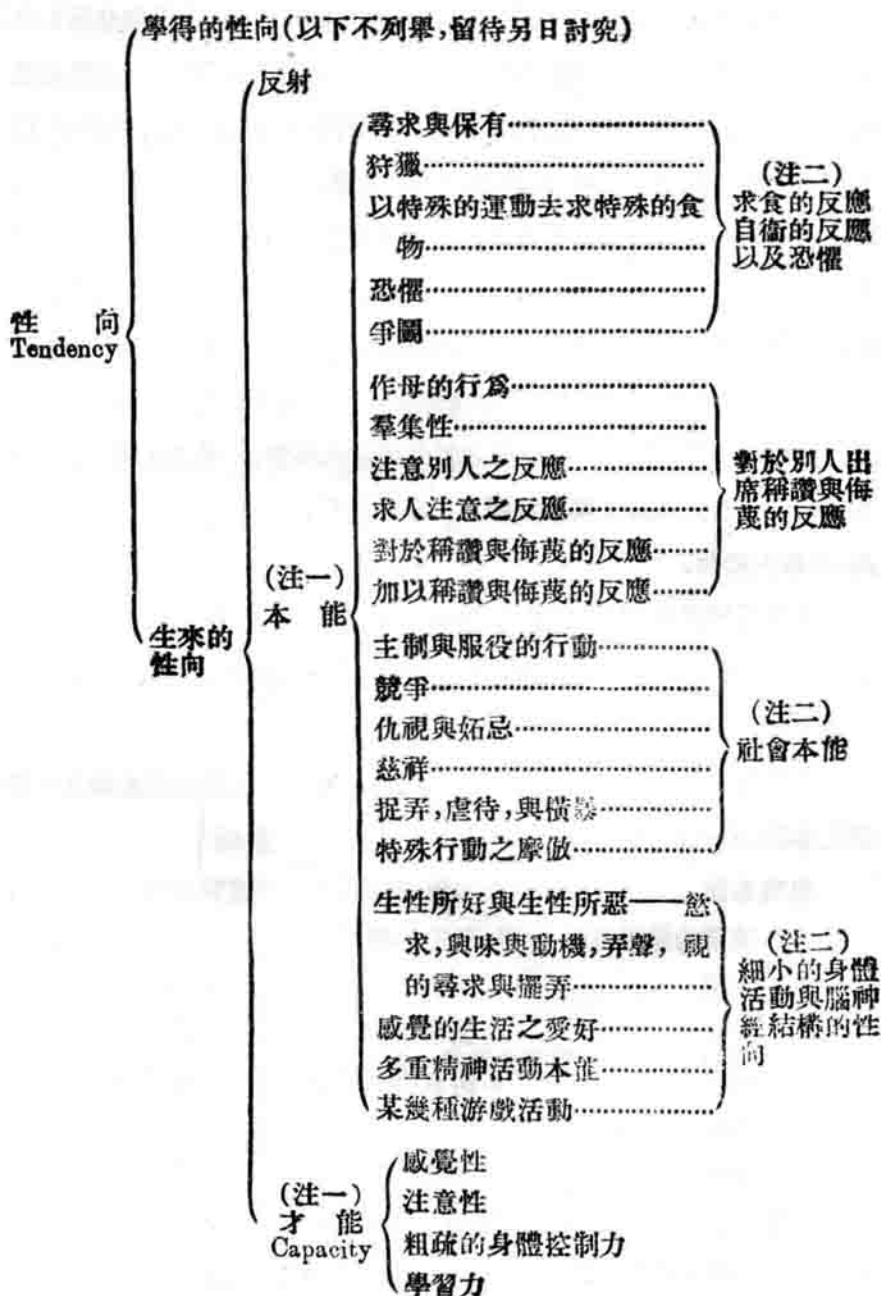 學得的性向(以下不列舉,留待另日討究)
反射
尋求與保有
狩獵
以特殊的運動去求特殊的食
物
恐懼
爭鬬
(注二)
求食的反應
自衞的反應
以及恐懼
性 向
Tendency
作母的行爲
羣集性
注意別人之反應
求人注意之反應
對於稱讚與侮蔑的反應
加以稱讚與侮蔑的反應
對於別人出
席稱讚與侮
蔑的反應
(注一)
本 能
生來的
性向
主制與服役的行動
競爭
仇視與妬忌
慈祥
捉弄,虐待,與橫暴
特殊行動之摩倣
(注二)
社會本能
生性所好與生性所惡——慾
求,興味與動機,弄聲,視
的尋求與擺弄
感覺的生活之愛好
多重精神活動本能
某幾種游戲活動
(注二)
細小的身體
活動與腦神
經結構的性
向
(注一)
才 能
Capacity
感覺性
注意性
粗疏的身體控制力
學習力